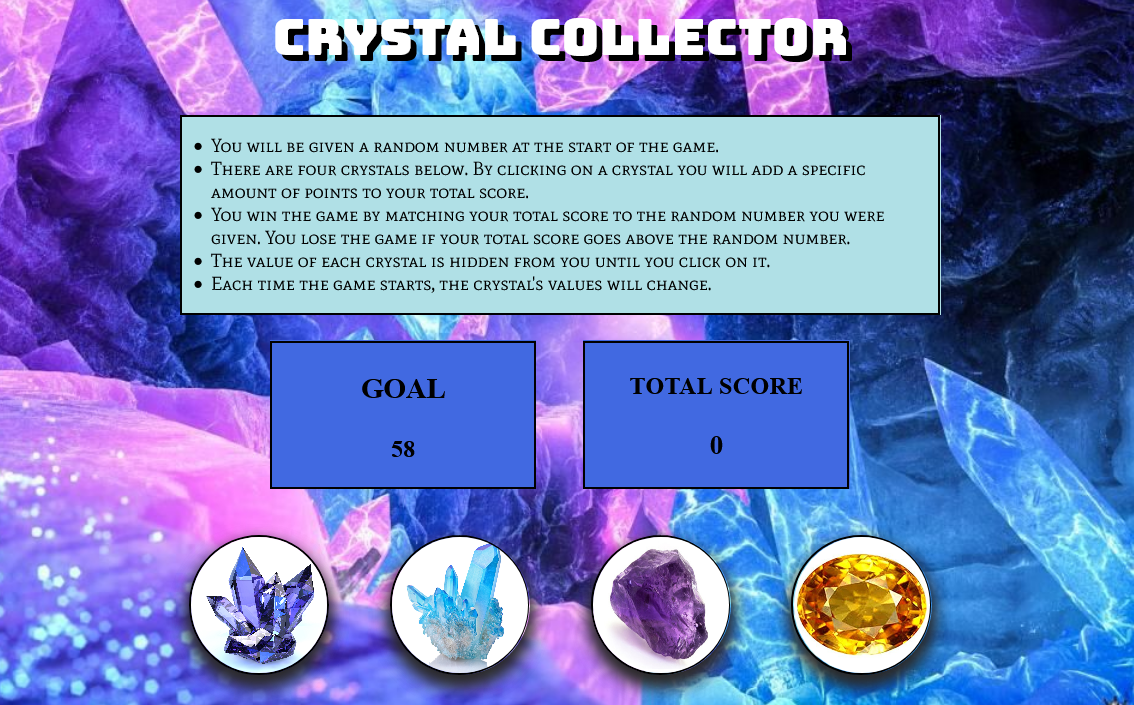 CRYSTAL COLLECTOR
• You will be given a random number at the start of the game.
• There are four crystals below. By clicking on a crystal you will add a specific
amount of points to your total score.
• You win the game by matching your total score to the random number you were
given. You lose the game if your total score goes above the random number.
• The value of each crystal is hidden from you until you click on it.
• Each time the game starts, the crystal's values will change.
GOAL
58
TOTAL SCORE
0